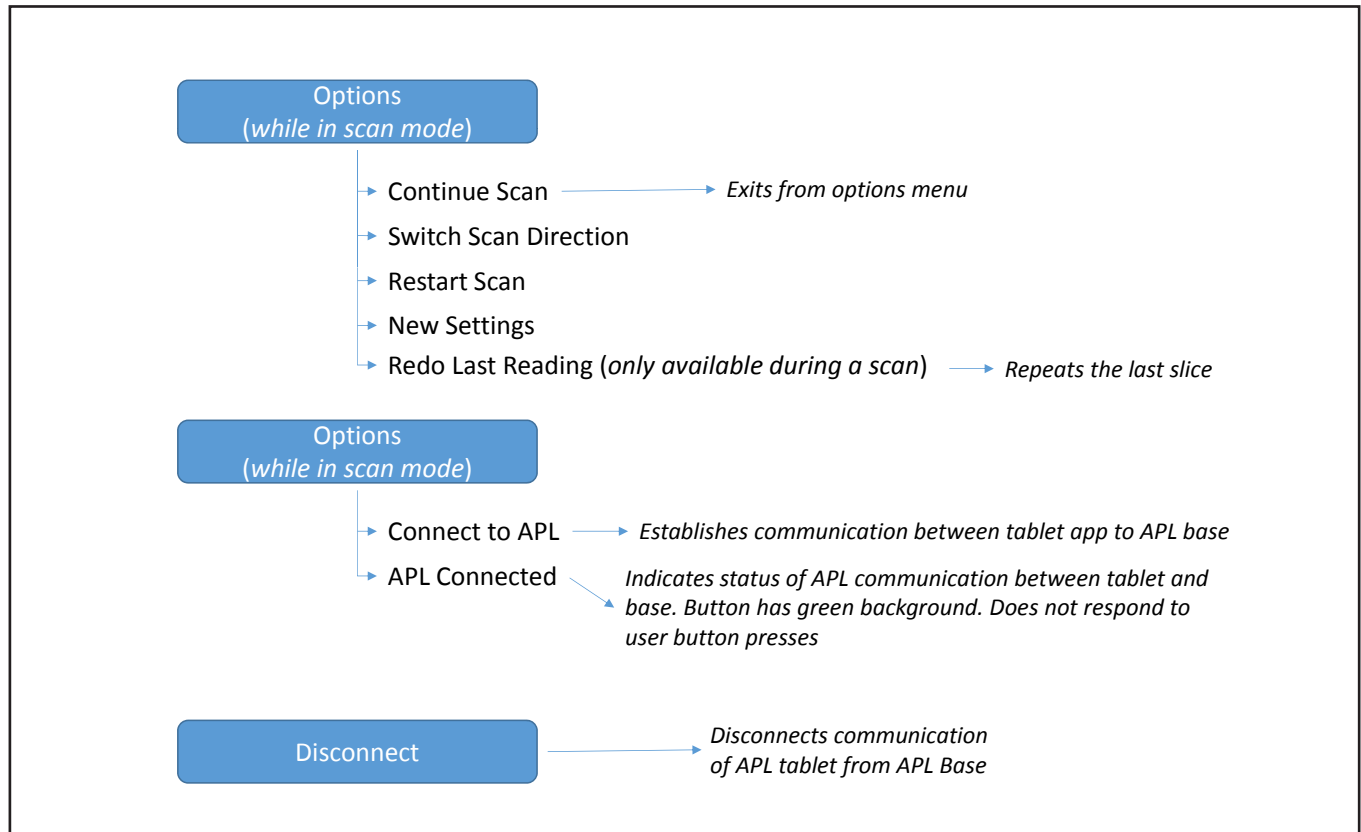 Options
(while in scan mode)
Continue Scan
Exits from options menu
Switch Scan Direction
Restart Scan
New Settings
Redo Last Reading (only available during a scan)
Repeats the last slice
Options
(while in scan mode)
Connect to APL
Establishes communication between tablet app to APL base
APL Connected
Indicates status of APL communication between tablet and
base. Button has green background. Does not respond to
user button presses
Disconnect
Disconnects communication
of APL tablet from APL Base